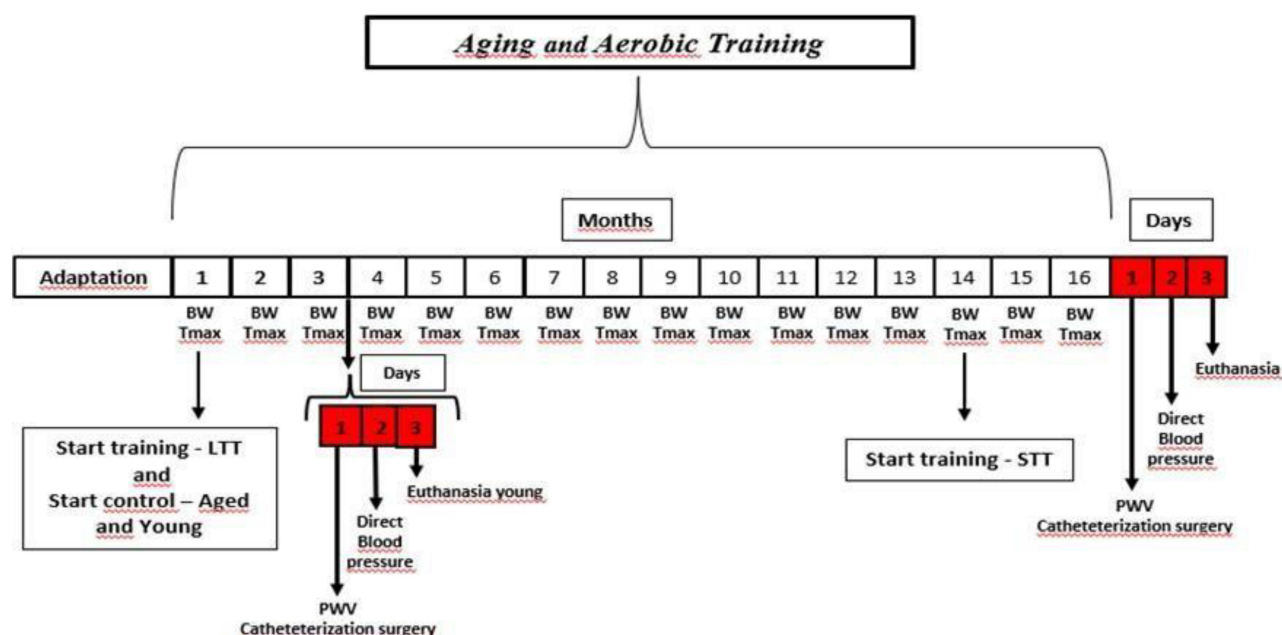 Aging and Aerobic Training
Months
Days
Adaptation 1 2 3 4 5 6 7 8 9 10 11 12 13 14 15 16 1 2 3
BW BW BW BW BW BW BW BW BW BW BW BW BW BW BW BW
Tmax Tmax Tmax Tmax Tmax Tmax Tmax Tmax Tmax Tmax Tmax Tmax Tmax Tmax Tmax Tmax
Start training - LTT
and
Start control – Aged
and Young
Days
1 2 3
Euthanasia young
Direct
Blood
pressure
PWV
Catheteterization surgery
Start training - STT
Euthanasia
Direct
Blood
pressure
PWV
Catheteterization surgery